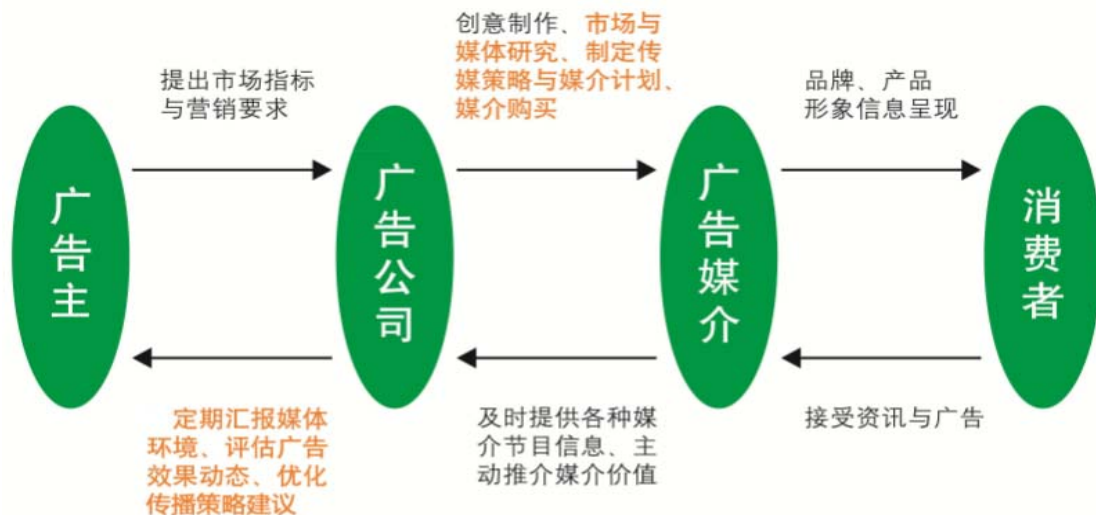 创意制作、市场与
媒体研究、制定传
媒策略与媒介计划、
媒介购买
提出市场指标
与营销要求
品牌、产品
形象信息呈现
广告主
广告公司
广告媒介
消费者
定期汇报媒体
环境、评估广告
效果动态、优化
传播策略建议
及时提供各种媒
介节目信息、主
动推介媒介价值
接受资讯与广告